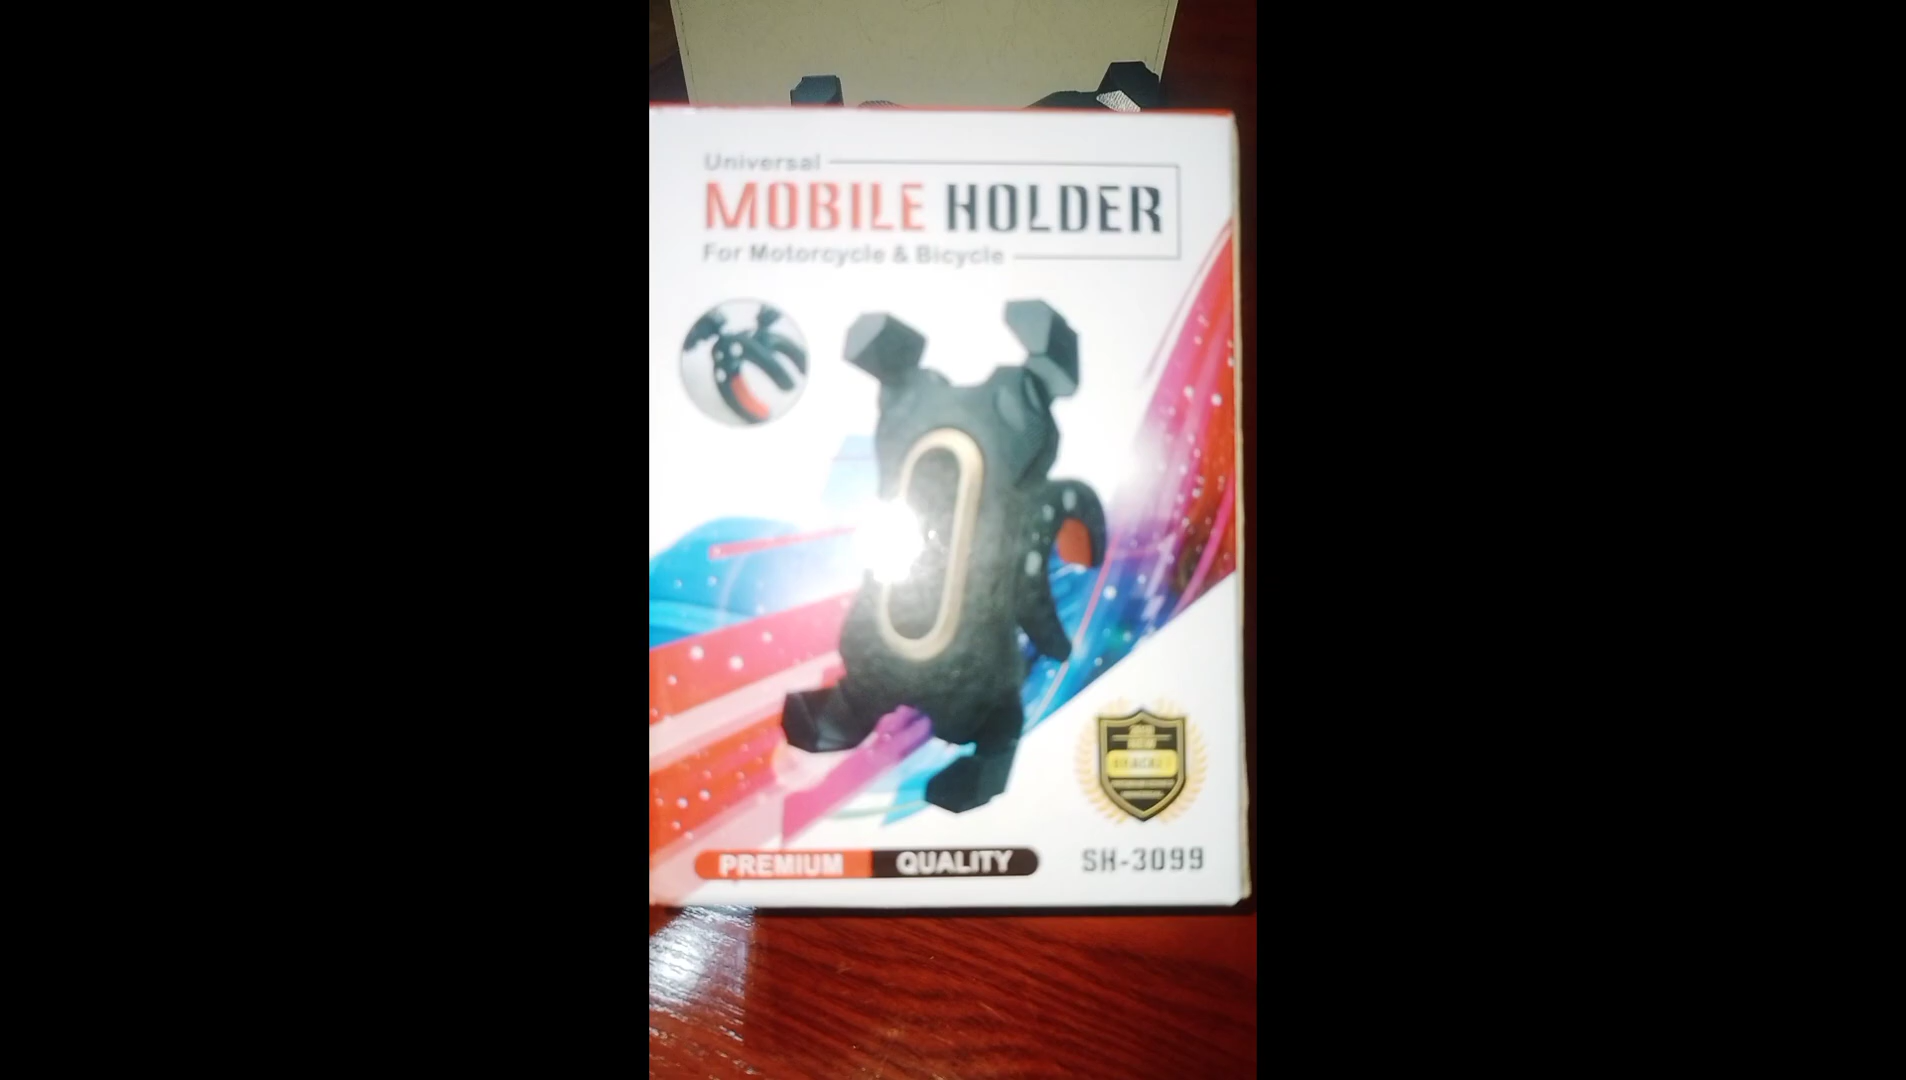 Universal
MOBILE HOLDER
For Motorcycle & Bicycle
PREMIUM QUALITY
SH-3099